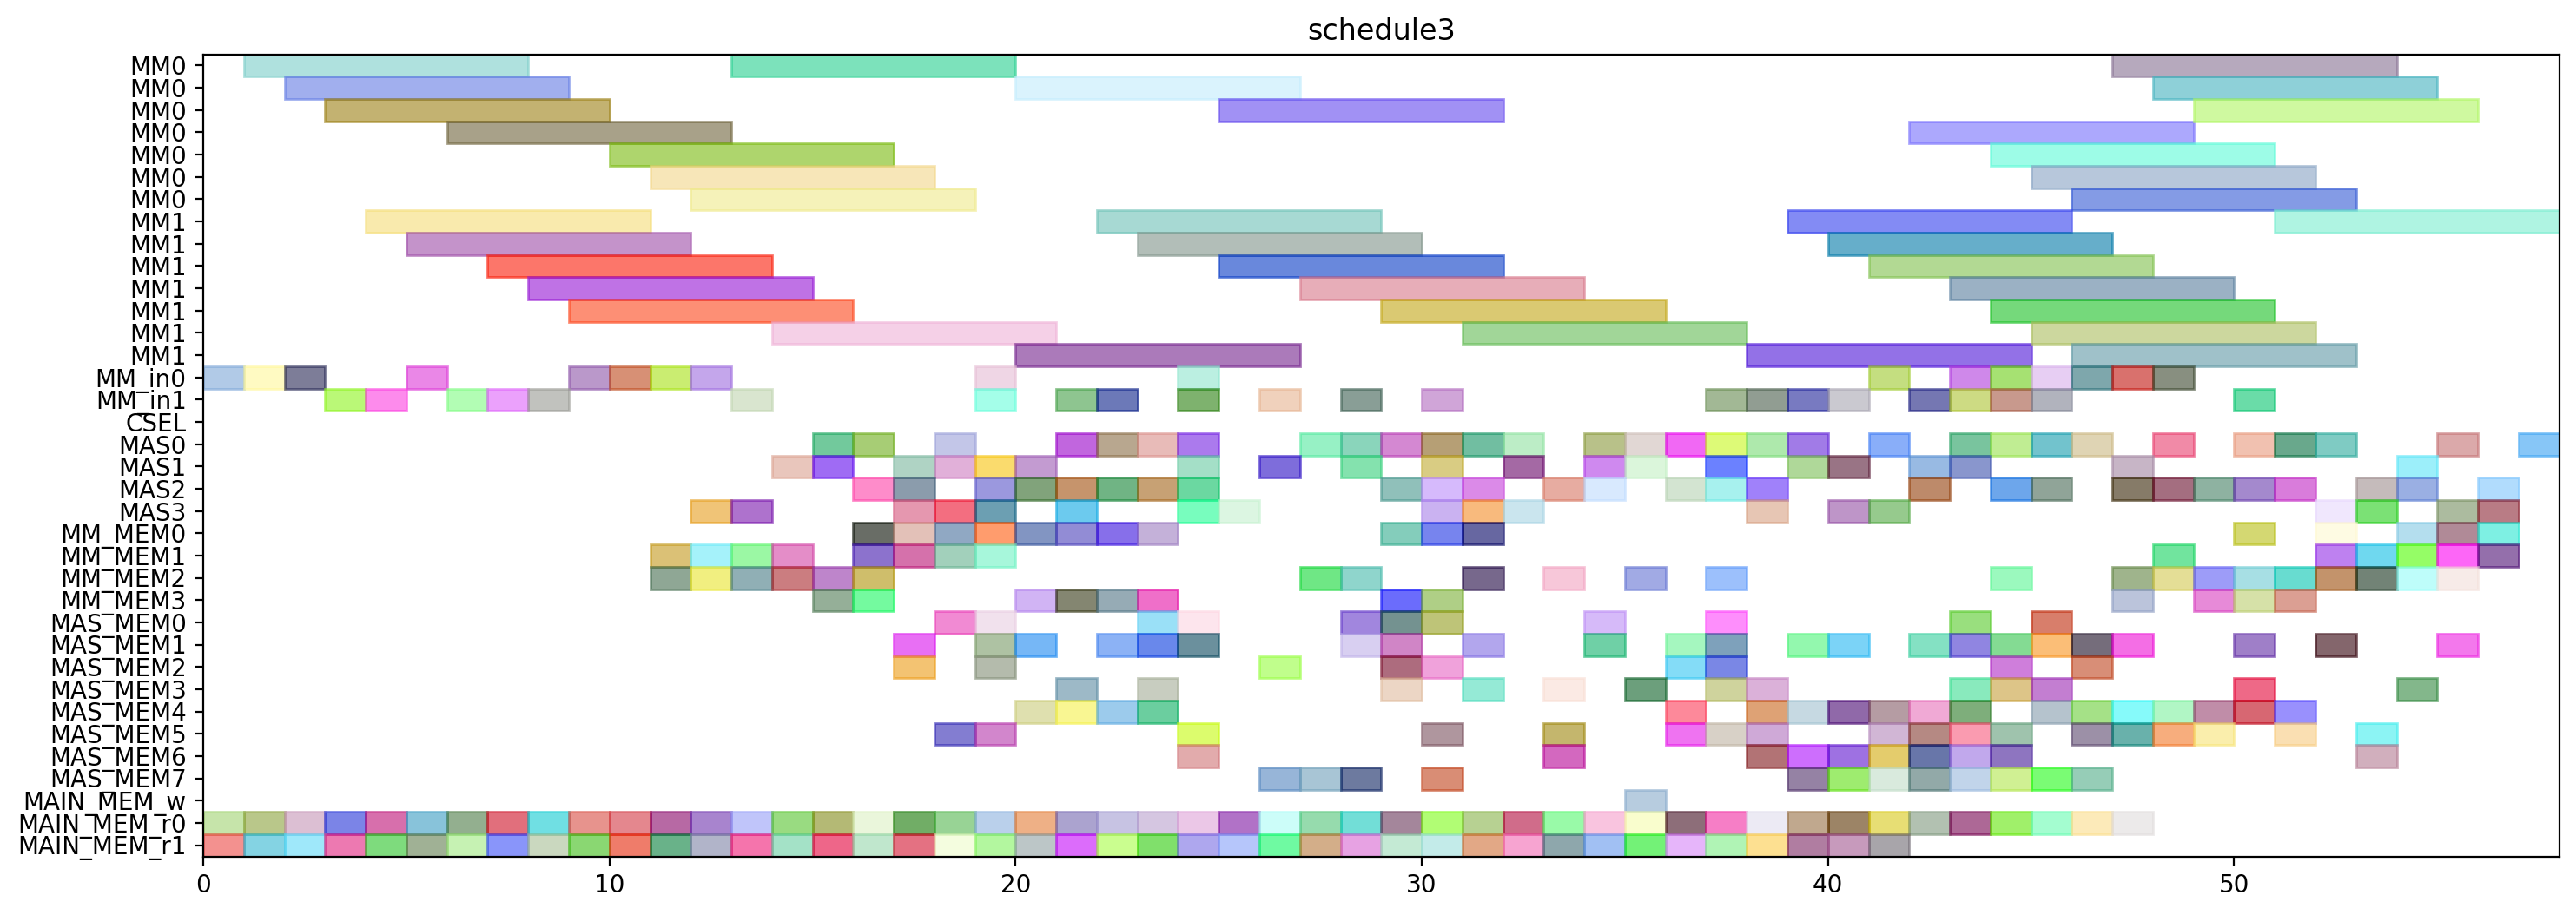 schedule3
MM0
MM0
MM0
MM0
MM0
MM0
MM0
MM1
MM1
MM1
MM1
MM1
MM1
MM1
MM_in0
MM_in1
CSEL
MAS0
MAS1
MAS2
MAS3
MM_MEM0
MM_MEM1
MM_MEM2
MM_MEM3
MAS_MEM0
MAS_MEM1
MAS_MEM2
MAS_MEM3
MAS_MEM4
MAS_MEM5
MAS_MEM6
MAS_MEM7
MAIN_MEM_w
MAIN_MEM_r0
MAIN_MEM_r1
0 10 20 30 40 50